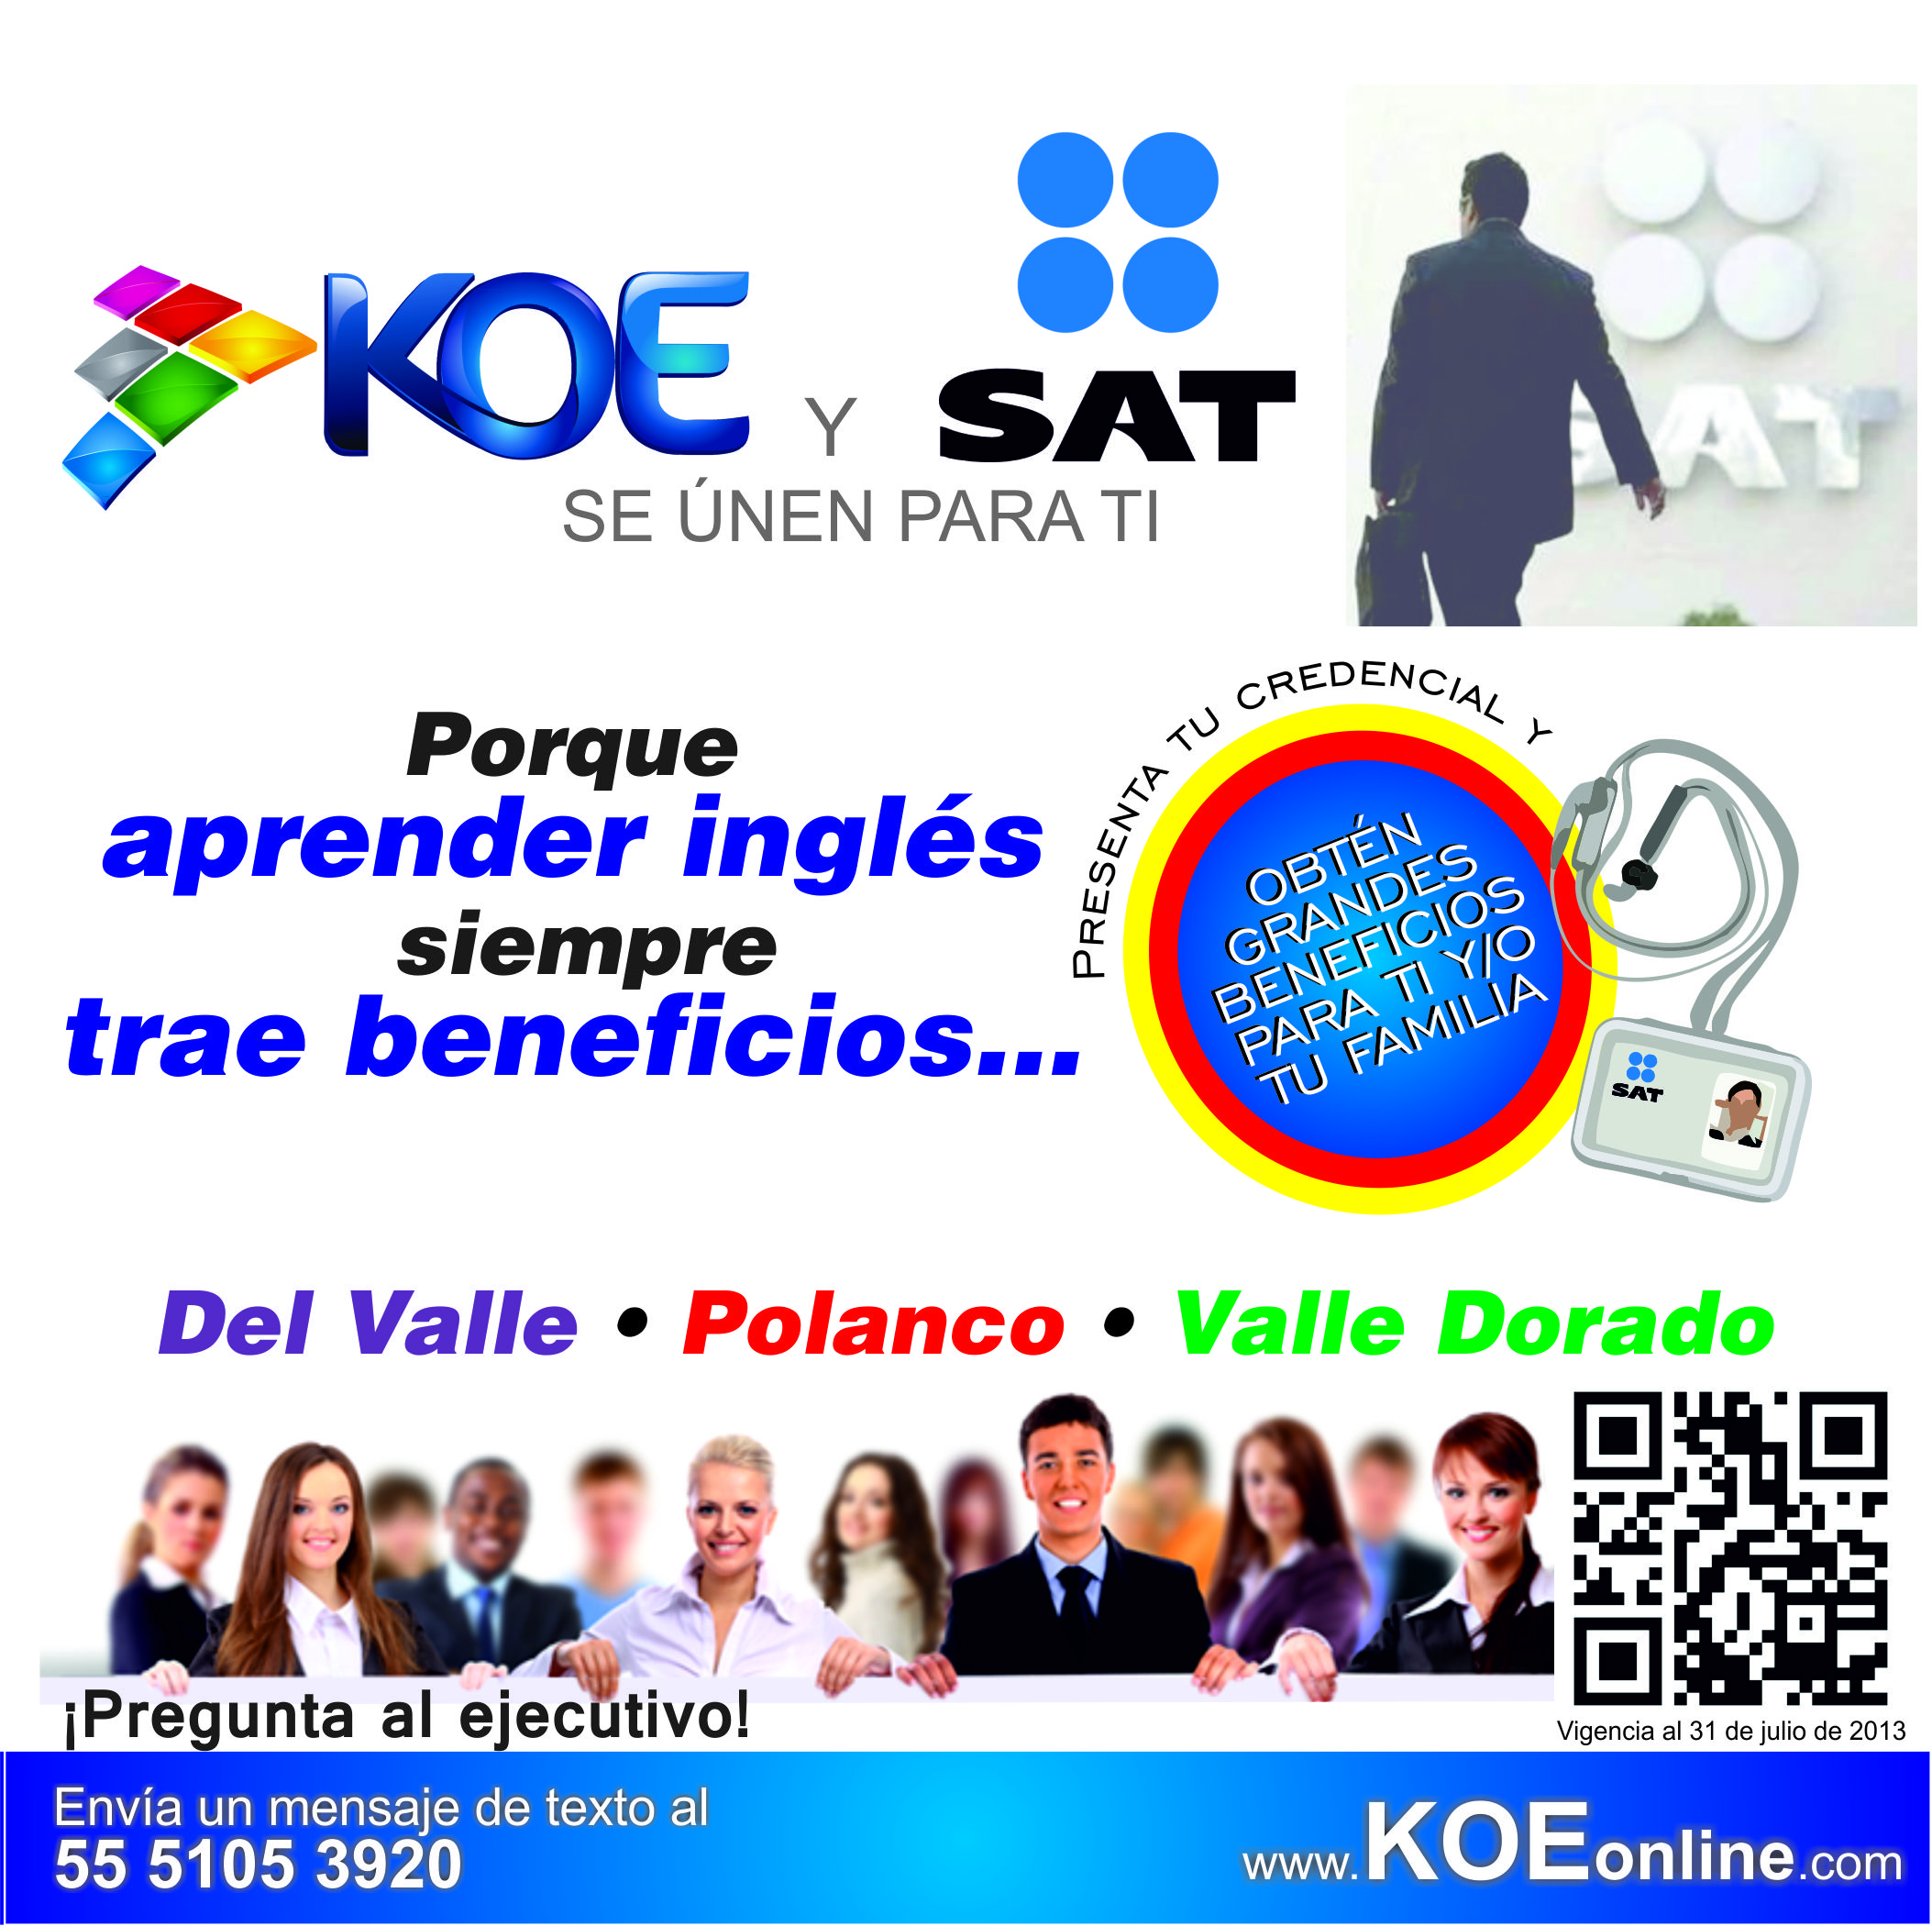 KOE Y SAT
SE ÚNEN PARA TI
SAT
Porque
aprender inglés
siempre
trae beneficios...
PRESENTA TU CREDENCIAL Y
OBTÉN
GRANDES
BENEFICIOS
PARA TI Y/O
TU FAMILIA
SAT
Del Valle • Polanco • Valle Dorado
¡Pregunta al ejecutivo!
Vigencia al 31 de julio de 2013
Envía un mensaje de texto al
55 5105 3920
www.KOEonline.com